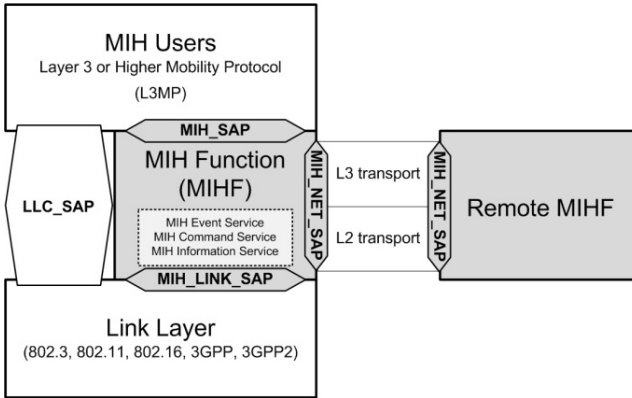 MIH Users
Layer 3 or Higher Mobility Protocol
(L3MP)
MIH_SAP
LLC_SAP
MIH Function
(MIHF)
MIH Event Service
MIH Command Service
MIH Information Service
MIH_LINK_SAP
MIH_NET_SAP
L3 transport
L2 transport
MIH_NET_SAP
Remote MIHF
Link Layer
(802.3, 802.11, 802.16, 3GPP, 3GPP2)